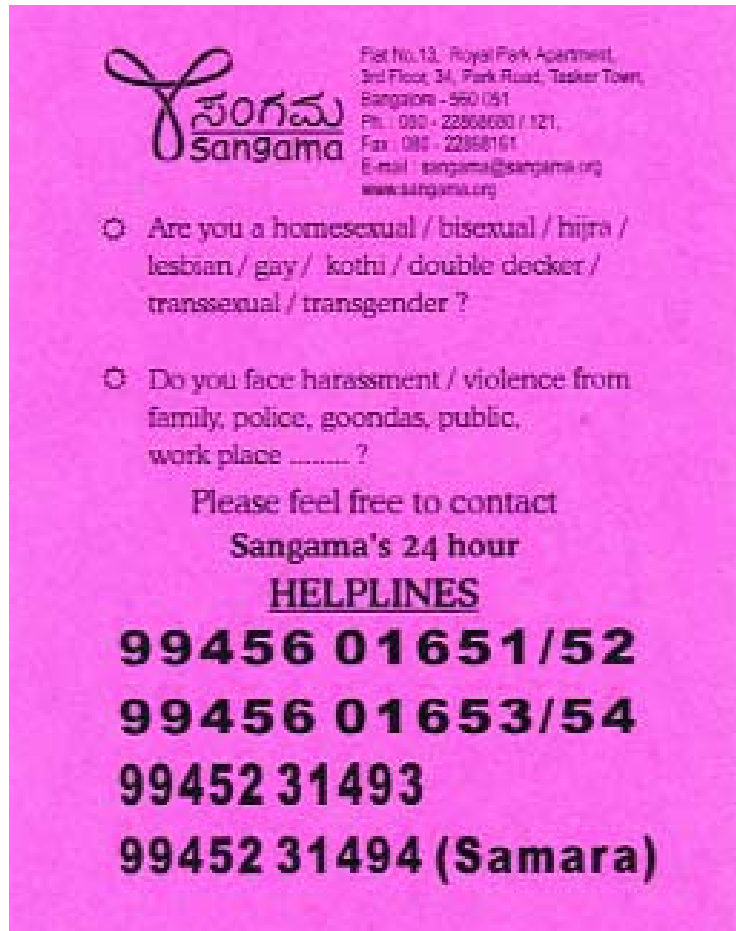 ಸಂಗಮ
sangama
Flat No.13, Royal Park Apartment,
3rd Floor, 34, Park Road, Tasker Town,
Bangalore - 560 051
Ph. : 080 - 22868680 / 121,
Fax : 080 - 22868161
E-mail : sangama@sangama.org
www.sangama.org
Are you a homesexual / bisexual / hijra /
lesbian / gay / kothi / double decker /
transsexual / transgender ?
Do you face harassment / violence from
family, police, goondas, public,
work place ......... ?
Please feel free to contact
Sangama's 24 hour
HELPLINES
99456 01651/52
99456 01653/54
99452 31493
99452 31494 (Samara)